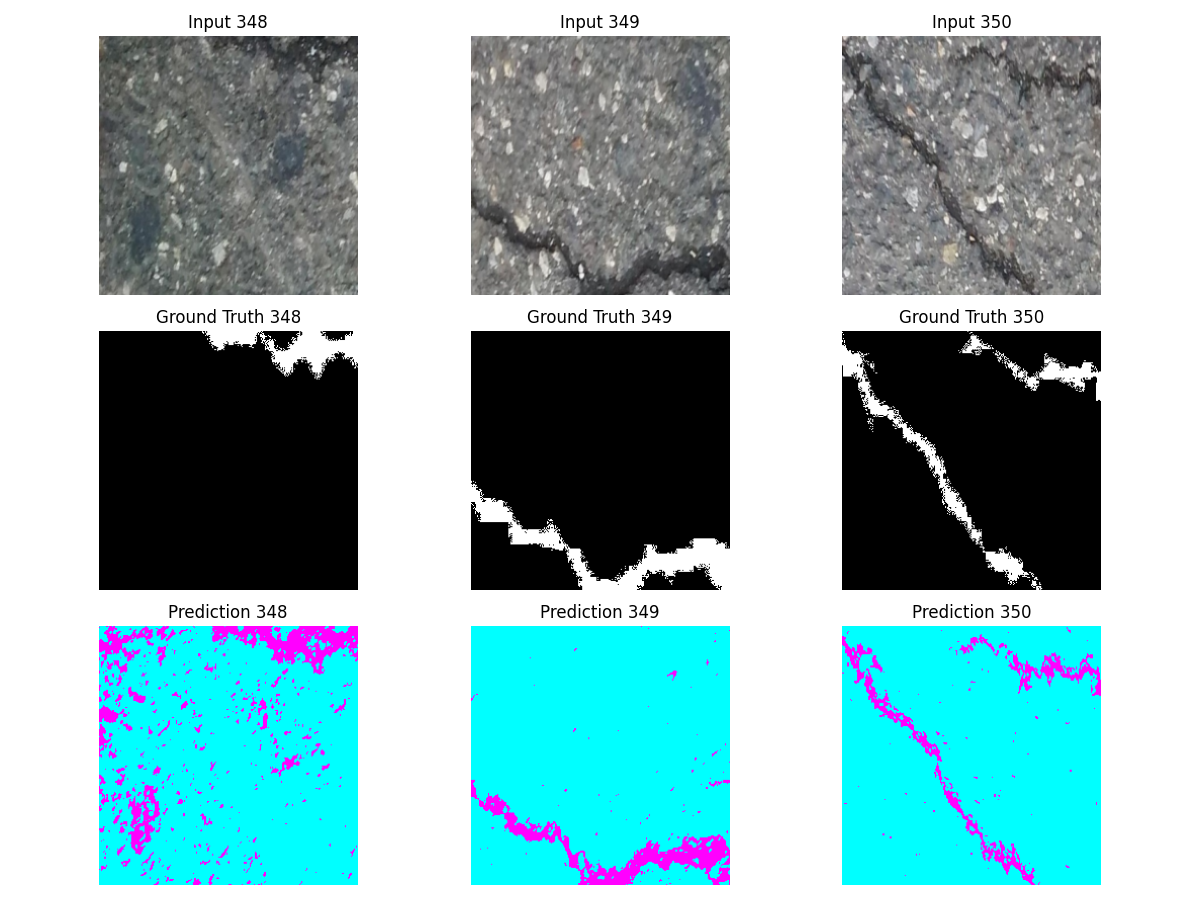 Input 348
Input 349
Input 350
Ground Truth 348
Ground Truth 349
Ground Truth 350
Prediction 348
Prediction 349
Prediction 350